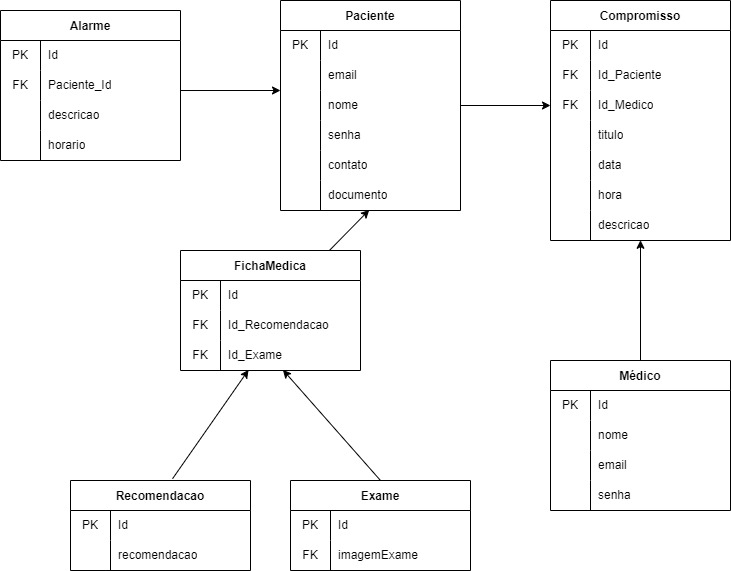 Alarme
PK Id
FK Paciente_Id
descricao
horario
Paciente
PK Id
email
nome
senha
contato
documento
Compromisso
PK Id
FK Id_Paciente
FK Id_Medico
titulo
data
hora
descricao
FichaMedica
PK Id
FK Id_Recomendacao
FK Id_Exame
Médico
PK Id
nome
email
senha
Recomendacao
PK Id
recomendacao
Exame
PK Id
FK imagemExame